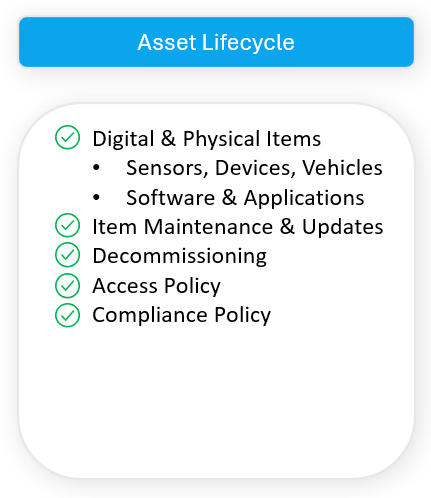 Asset Lifecycle
Digital & Physical Items
• Sensors, Devices, Vehicles
• Software & Applications
Item Maintenance & Updates
Decommissioning
Access Policy
Compliance Policy